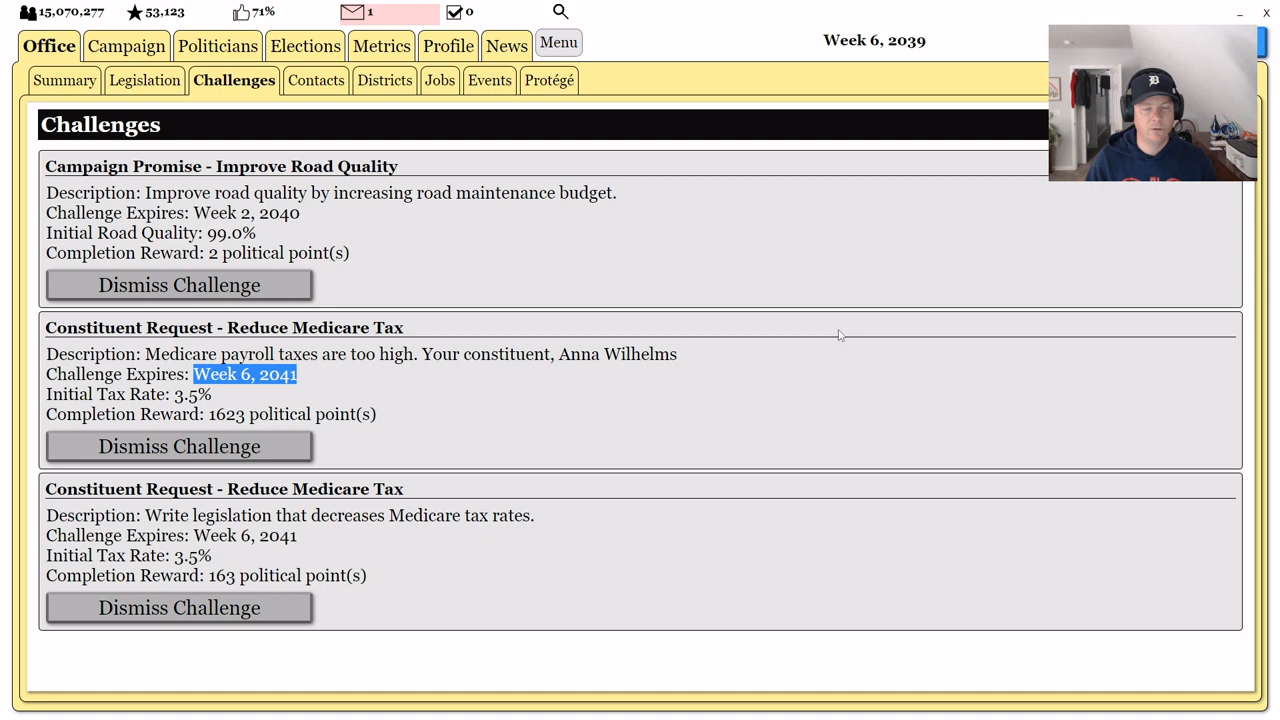 15,070,277 53,123 71% 1 0
Office Campaign Politicians Elections Metrics Profile News Menu Week 6, 2039 _ X
Summary Legislation Challenges Contacts Districts Jobs Events Protégé
Challenges
Campaign Promise - Improve Road Quality
Description: Improve road quality by increasing road maintenance budget.
Challenge Expires: Week 2, 2040
Initial Road Quality: 99.0%
Completion Reward: 2 political point(s)
Dismiss Challenge
Constituent Request - Reduce Medicare Tax
Description: Medicare payroll taxes are too high. Your constituent, Anna Wilhelms
Challenge Expires: Week 6, 2041
Initial Tax Rate: 3.5%
Completion Reward: 1623 political point(s)
Dismiss Challenge
Constituent Request - Reduce Medicare Tax
Description: Write legislation that decreases Medicare tax rates.
Challenge Expires: Week 6, 2041
Initial Tax Rate: 3.5%
Completion Reward: 163 political point(s)
Dismiss Challenge